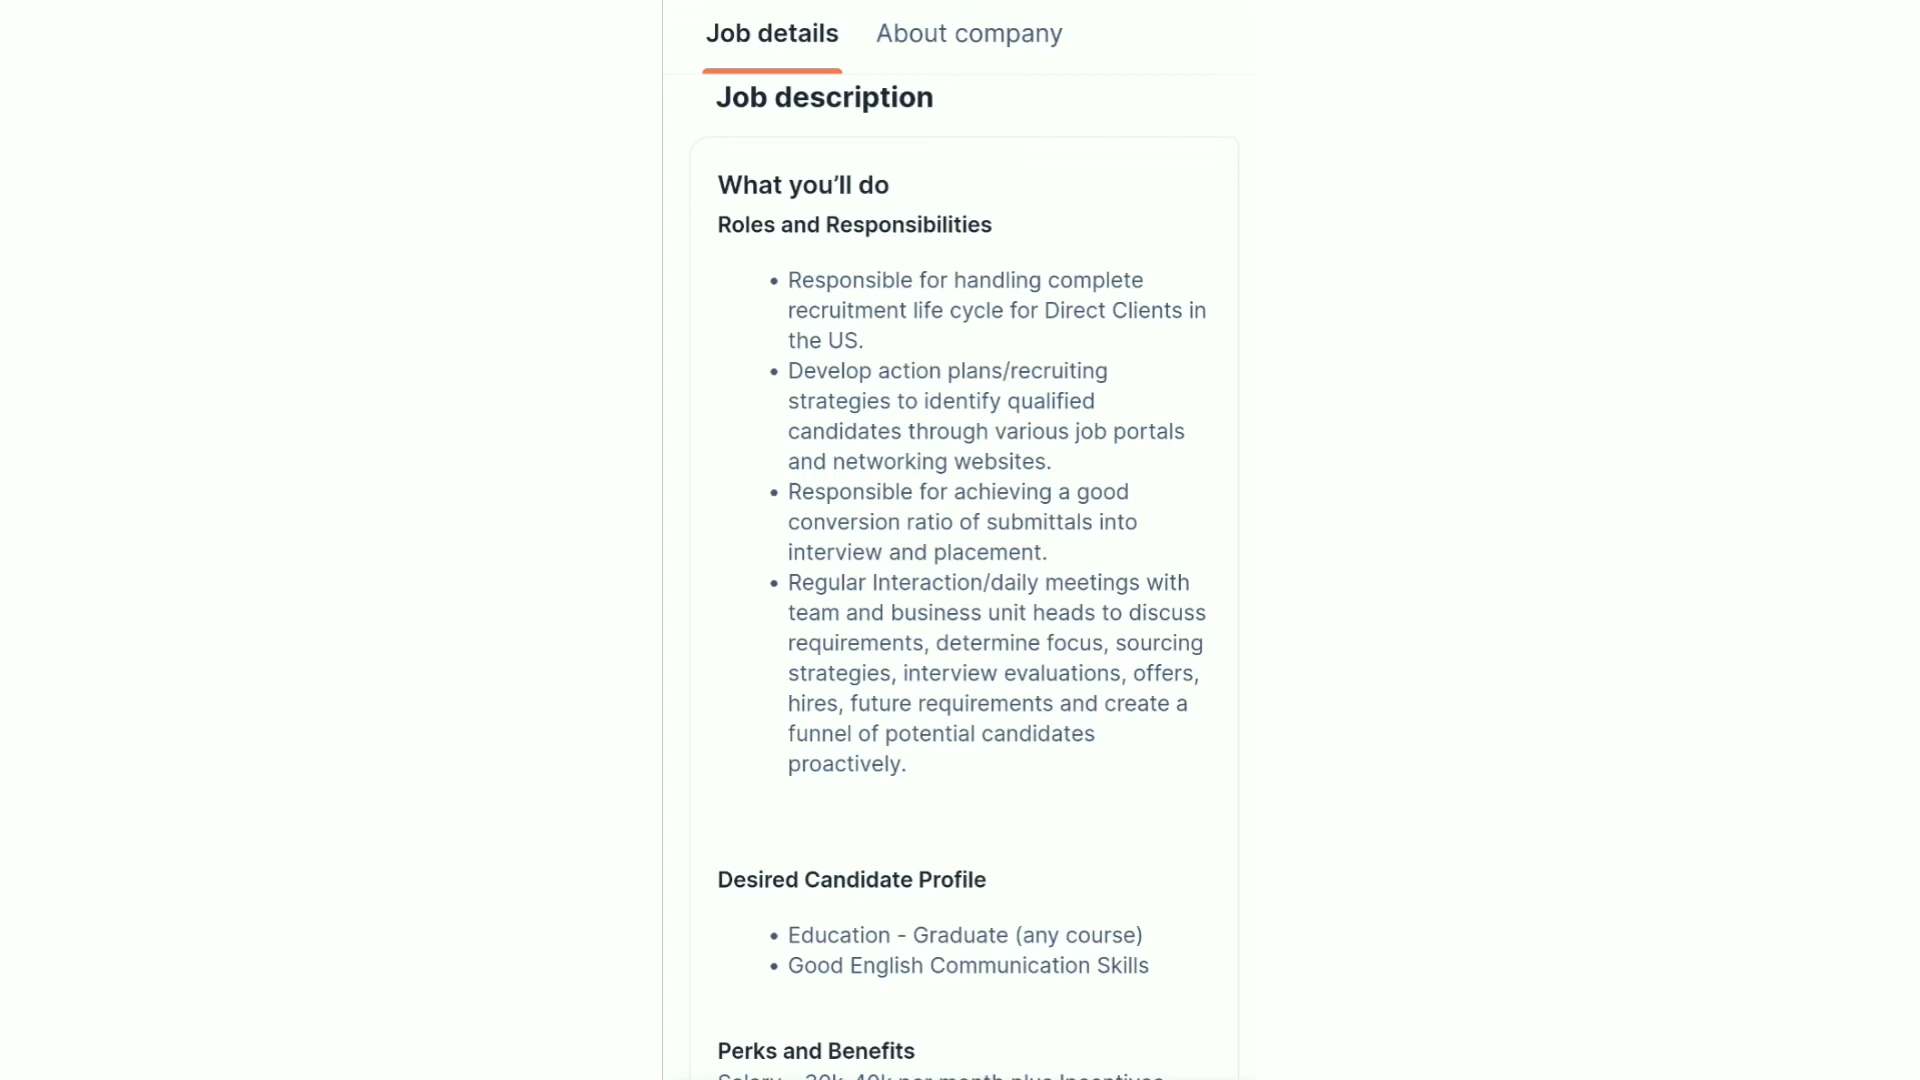 Job details About company
Job description
What you’ll do
Roles and Responsibilities
• Responsible for handling complete
recruitment life cycle for Direct Clients in
the US.
• Develop action plans/recruiting
strategies to identify qualified
candidates through various job portals
and networking websites.
• Responsible for achieving a good
conversion ratio of submittals into
interview and placement.
• Regular Interaction/daily meetings with
team and business unit heads to discuss
requirements, determine focus, sourcing
strategies, interview evaluations, offers,
hires, future requirements and create a
funnel of potential candidates
proactively.
Desired Candidate Profile
• Education - Graduate (any course)
• Good English Communication Skills
Perks and Benefits
per month plus Incentives